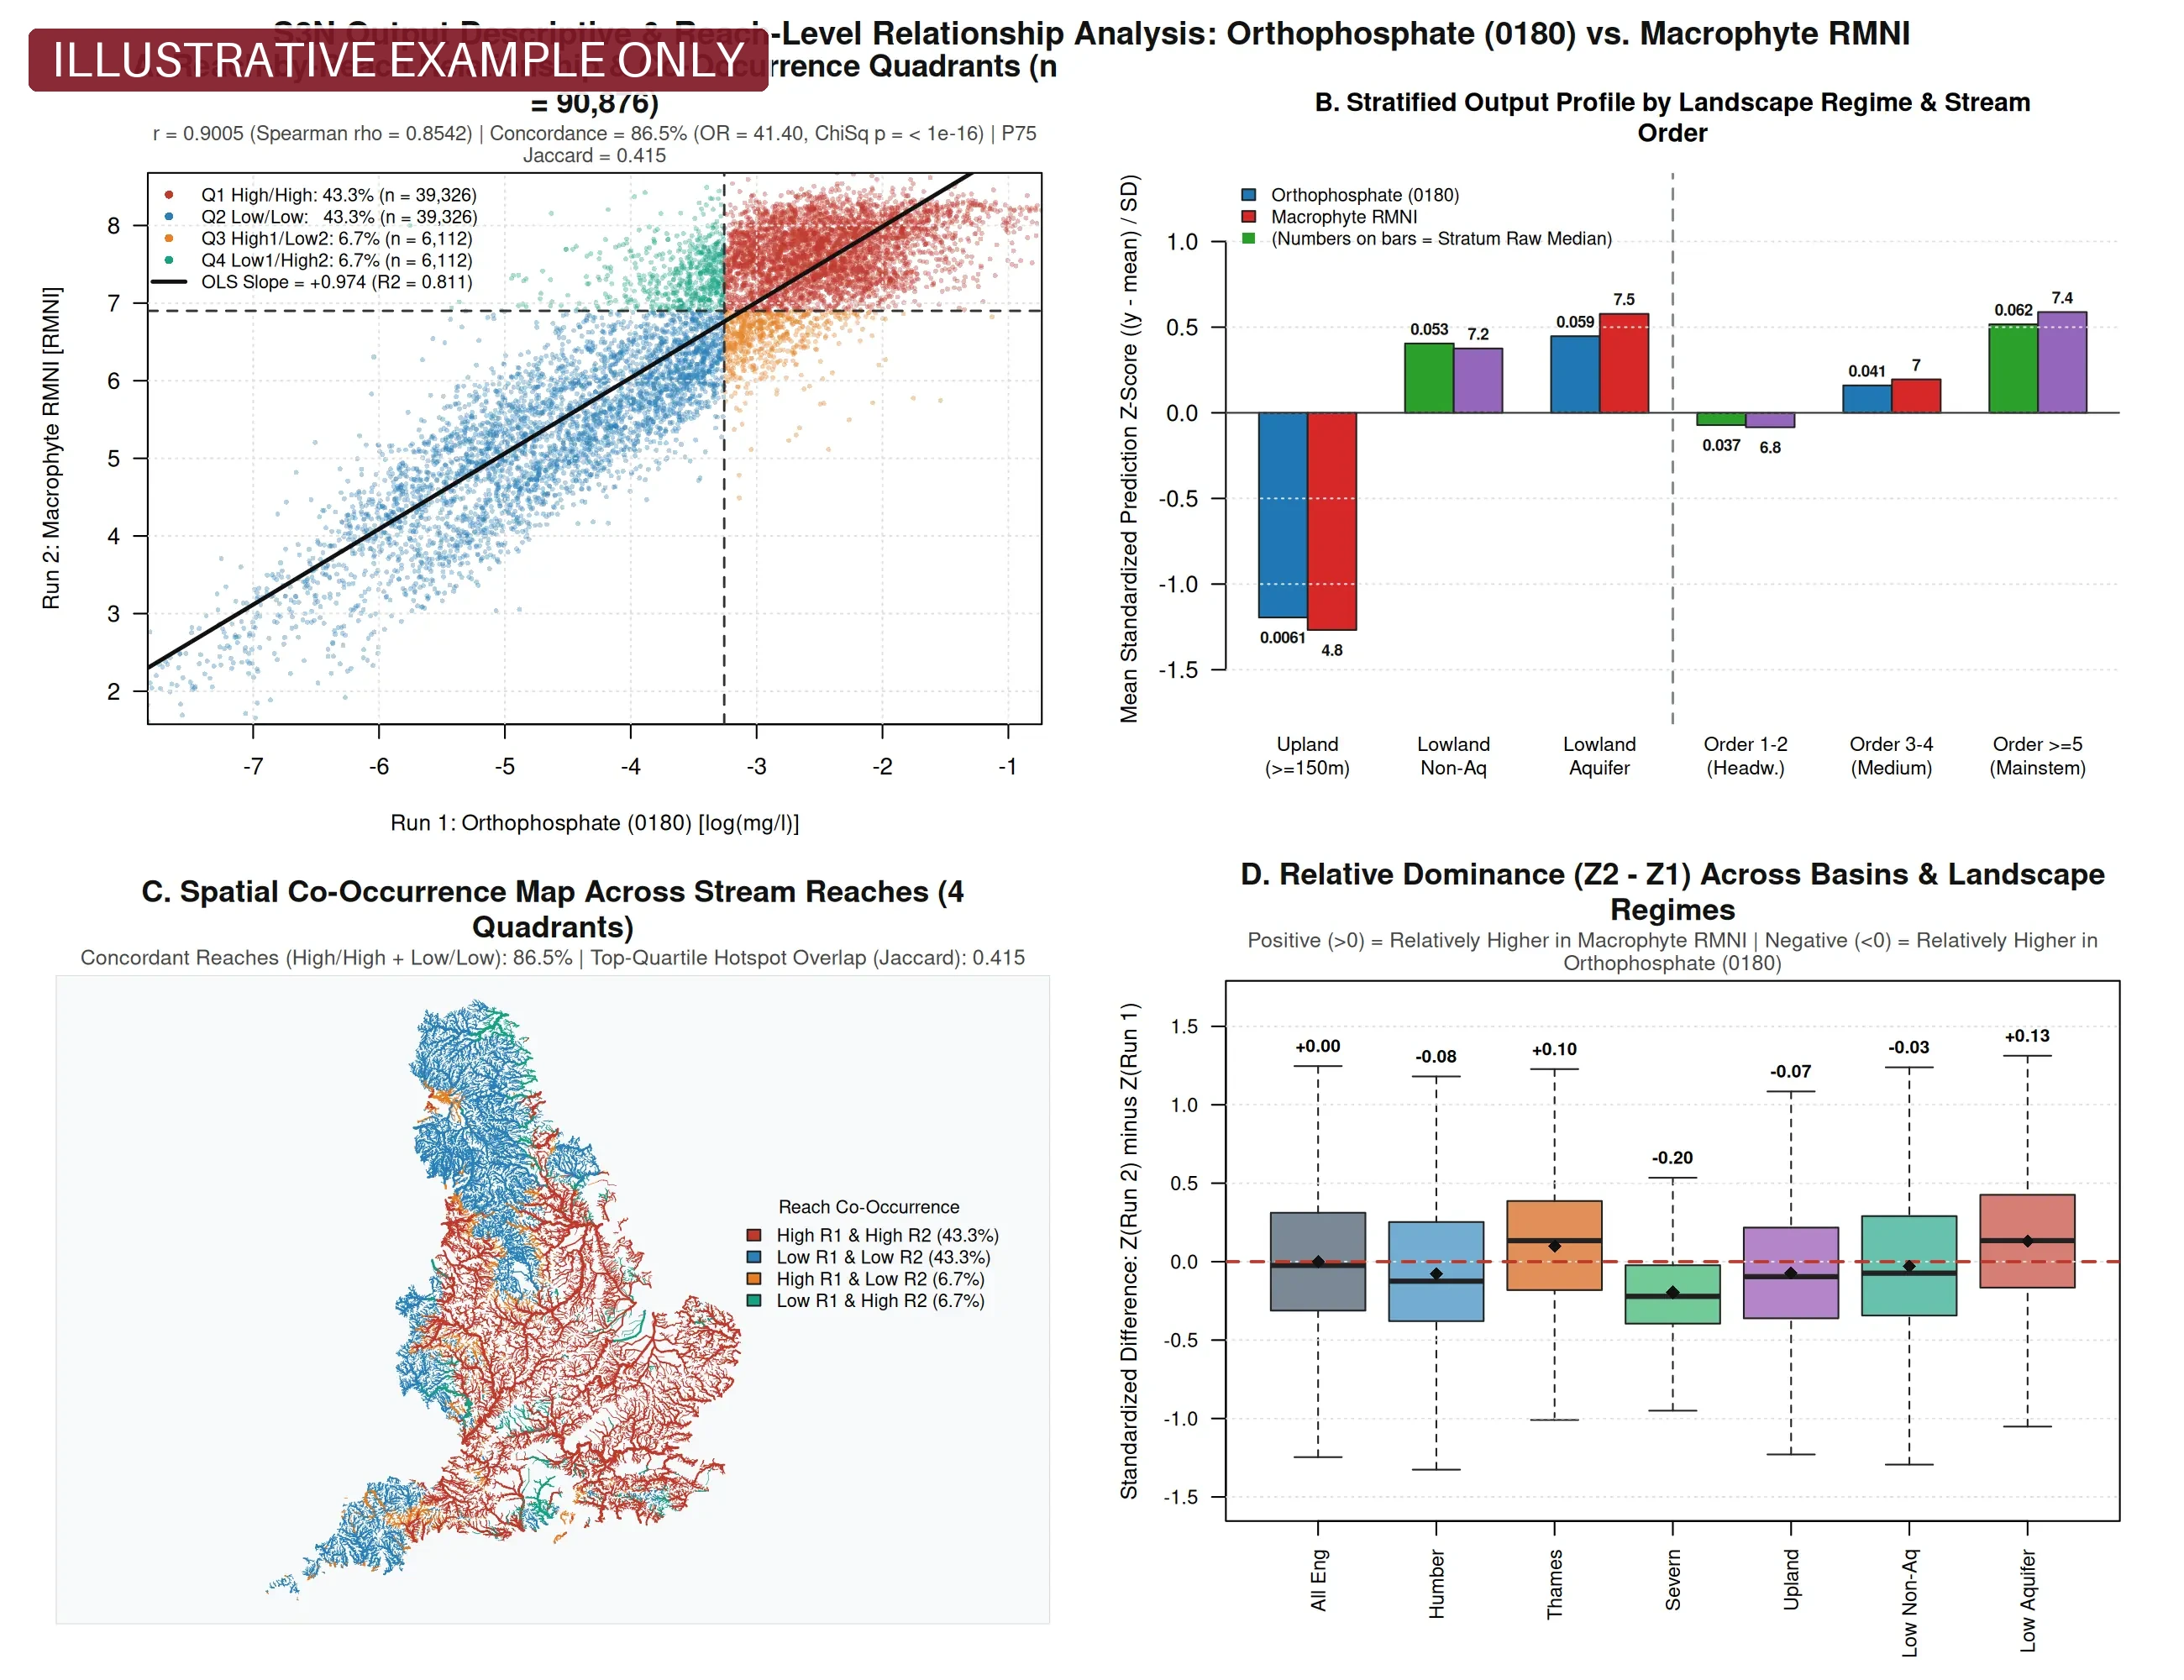 S3N Output Descriptive & Reach-Level Relationship Analysis: Orthophosphate (0180) vs. Macrophyte RMNI
ILLUSTRATIVE EXAMPLE ONLY
rrence Quadrants (n
= 90,876)
r = 0.9005 (Spearman rho = 0.8542) | Concordance = 86.5% (OR = 41.40, ChiSq p = < 1e-16) | P75
Jaccard = 0.415
Q1 High/High: 43.3% (n = 39,326)
Q2 Low/Low: 43.3% (n = 39,326)
Q3 High1/Low2: 6.7% (n = 6,112)
Q4 Low1/High2: 6.7% (n = 6,112)
OLS Slope = +0.974 (R2 = 0.811)
Run 2: Macrophyte RMNI [RMNI]
8
7
6
5
4
3
2
-7 -6 -5 -4 -3 -2 -1
Run 1: Orthophosphate (0180) [log(mg/l)]
B. Stratified Output Profile by Landscape Regime & Stream
Order
Orthophosphate (0180)
Macrophyte RMNI
(Numbers on bars = Stratum Raw Median)
Mean Standardized Prediction Z-Score ((y - mean) / SD)
1.0
0.5
0.0
-0.5
-1.0
-1.5
0.0061 4.8
0.053 7.2
0.059 7.5
0.037 6.8
0.041 7
0.062 7.4
Upland
(>=150m)
Lowland
Non-Aq
Lowland
Aquifer
Order 1-2
(Headw.)
Order 3-4
(Medium)
Order >=5
(Mainstem)
C. Spatial Co-Occurrence Map Across Stream Reaches (4
Quadrants)
Concordant Reaches (High/High + Low/Low): 86.5% | Top-Quartile Hotspot Overlap (Jaccard): 0.415
Reach Co-Occurrence
High R1 & High R2 (43.3%)
Low R1 & Low R2 (43.3%)
High R1 & Low R2 (6.7%)
Low R1 & High R2 (6.7%)
D. Relative Dominance (Z2 - Z1) Across Basins & Landscape
Regimes
Positive (>0) = Relatively Higher in Macrophyte RMNI | Negative (<0) = Relatively Higher in
Orthophosphate (0180)
Standardized Difference: Z(Run 2) minus Z(Run 1)
1.5
1.0
0.5
0.0
-0.5
-1.0
-1.5
+0.00
-0.08
+0.10
-0.20
-0.07
-0.03
+0.13
All Eng
Humber
Thames
Severn
Upland
Low Non-Aq
Low Aquifer